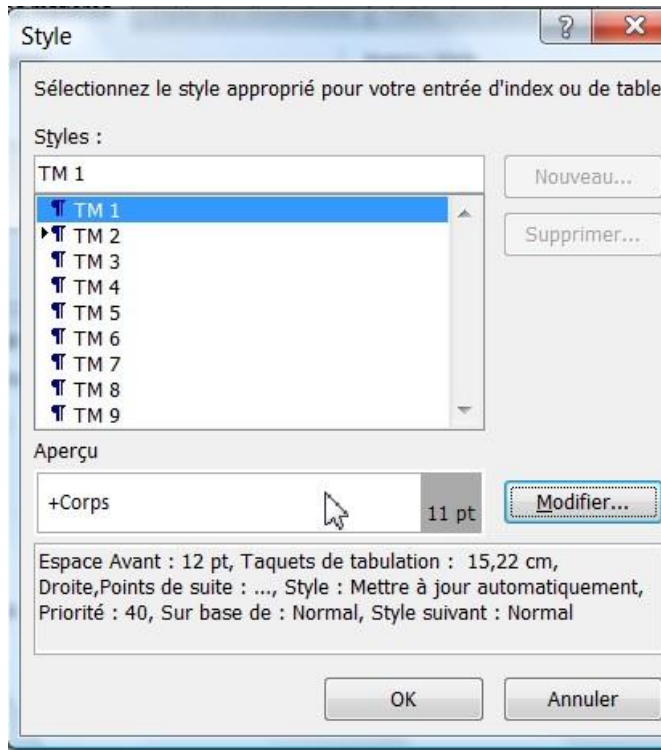 Style
Sélectionnez le style approprié pour votre entrée d'index ou de table
Styles :
TM 1
Nouveau...
¶ TM 1
Supprimer...
¶ TM 2
¶ TM 3
¶ TM 4
¶ TM 5
¶ TM 6
¶ TM 7
¶ TM 8
¶ TM 9
Aperçu
+Corps
11 pt
Modifier...
Espace Avant : 12 pt, Taquets de tabulation : 15,22 cm,
Droite,Points de suite : ..., Style : Mettre à jour automatiquement,
Priorité : 40, Sur base de : Normal, Style suivant : Normal
OK
Annuler